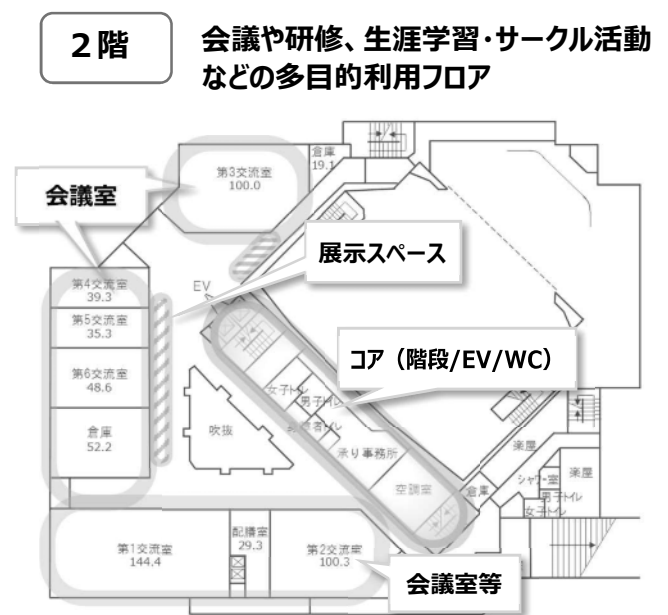 2階
会議や研修、生涯学習・サークル活動
などの多目的利用フロア
倉庫
19.1
第3交流室
100.0
会議室
展示スペース
第4交流室
39.3
EV
第5交流室
35.3
コア（階段/EV/WC）
第6交流室
48.6
女子トイレ
男子トイレ
吹抜
倉庫
52.2
承り事務所
空調室
倉庫
楽屋
シャワー室
楽屋
男子トイレ
女子トイレ
第1交流室
144.4
配膳室
29.3
第2交流室
100.3
会議室等